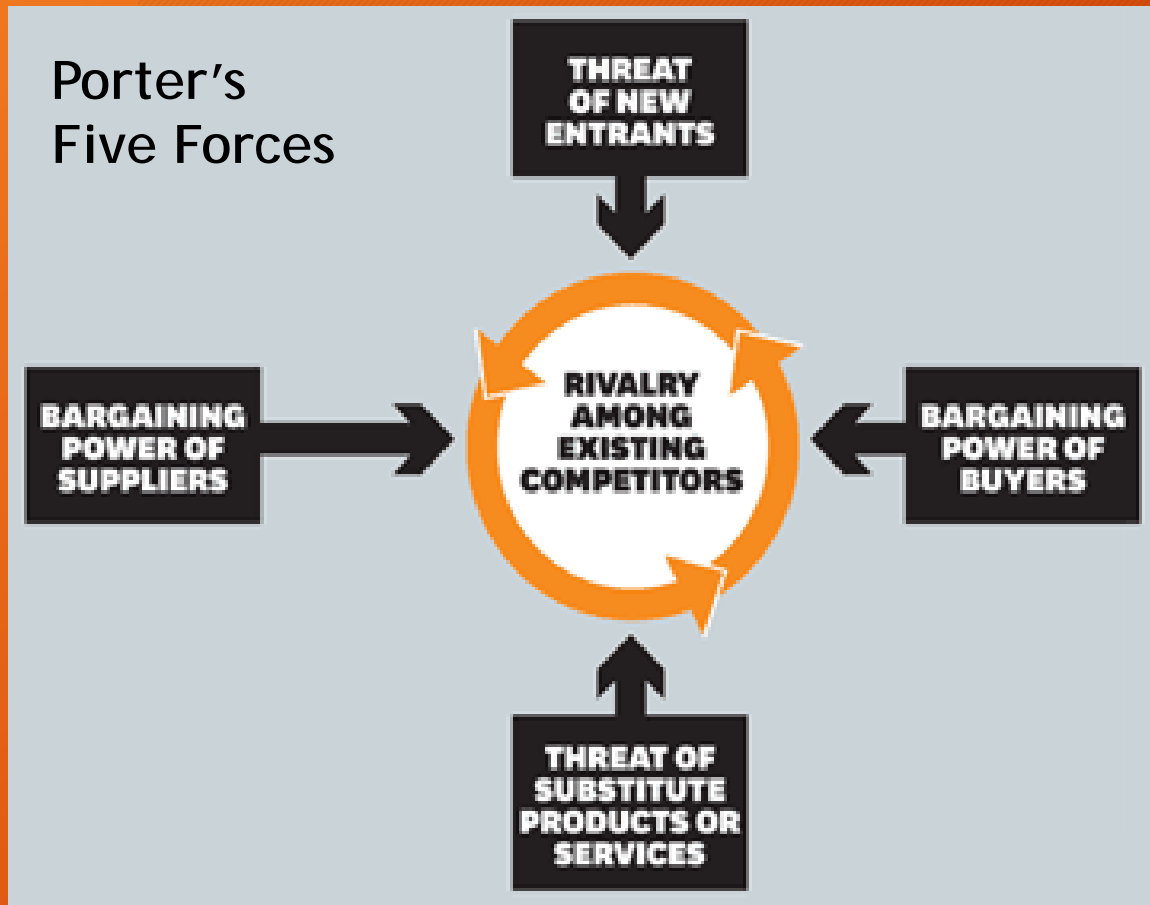 Porter's
Five Forces
THREAT
OF NEW
ENTRANTS
BARGAINING
POWER OF
SUPPLIERS
RIVALRY
AMONG
EXISTING
COMPETITORS
BARGAINING
POWER OF
BUYERS
THREAT OF
SUBSTITUTE
PRODUCTS OR
SERVICES